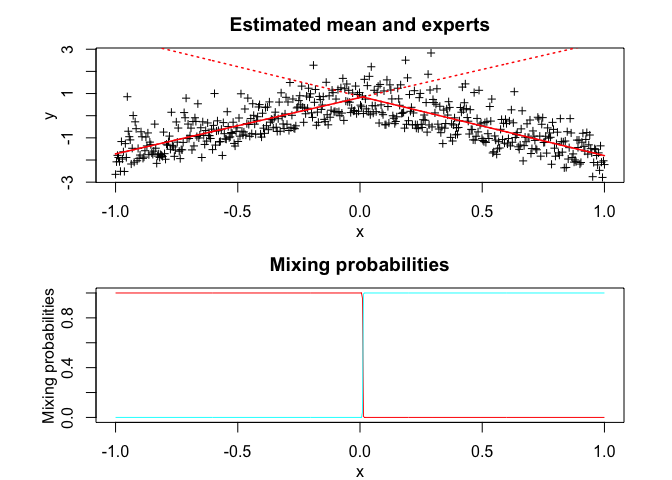 Estimated mean and experts
3
1
-1
-3
y
-1.0 -0.5 0.0 0.5 1.0
x
Mixing probabilities
0.8
0.4
0.0
Mixing probabilities
-1.0 -0.5 0.0 0.5 1.0
x